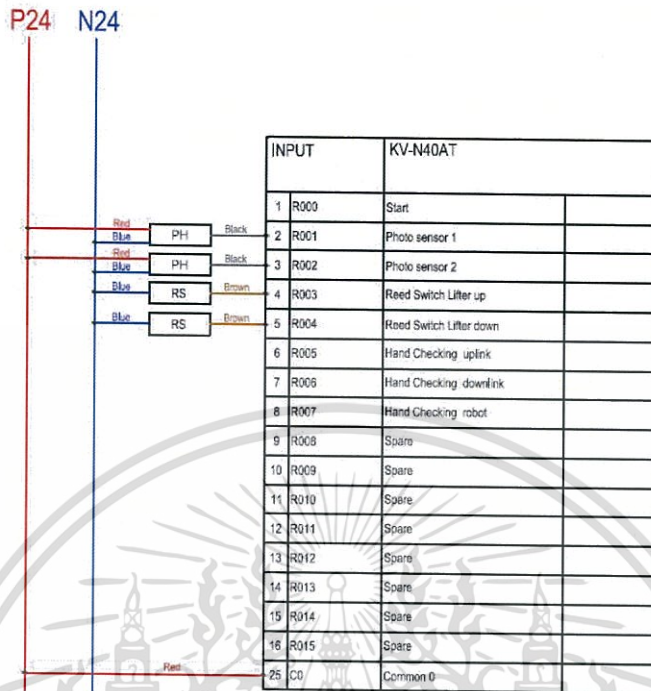 P24 N24
INPUT KV-N40AT
1 R000 Start
Red Blue PH Black 2 R001 Photo sensor 1
Red Blue PH Black 3 R002 Photo sensor 2
Blue RS Brown 4 R003 Reed Switch Lifter up
Blue RS Brown 5 R004 Reed Switch Lifter down
6 R005 Hand Checking uplink
7 R006 Hand Checking downlink
8 R007 Hand Checking robot
9 R008 Spare
10 R009 Spare
11 R010 Spare
12 R011 Spare
13 R012 Spare
14 R013 Spare
15 R014 Spare
16 R015 Spare
Red 25 C0 Common 0